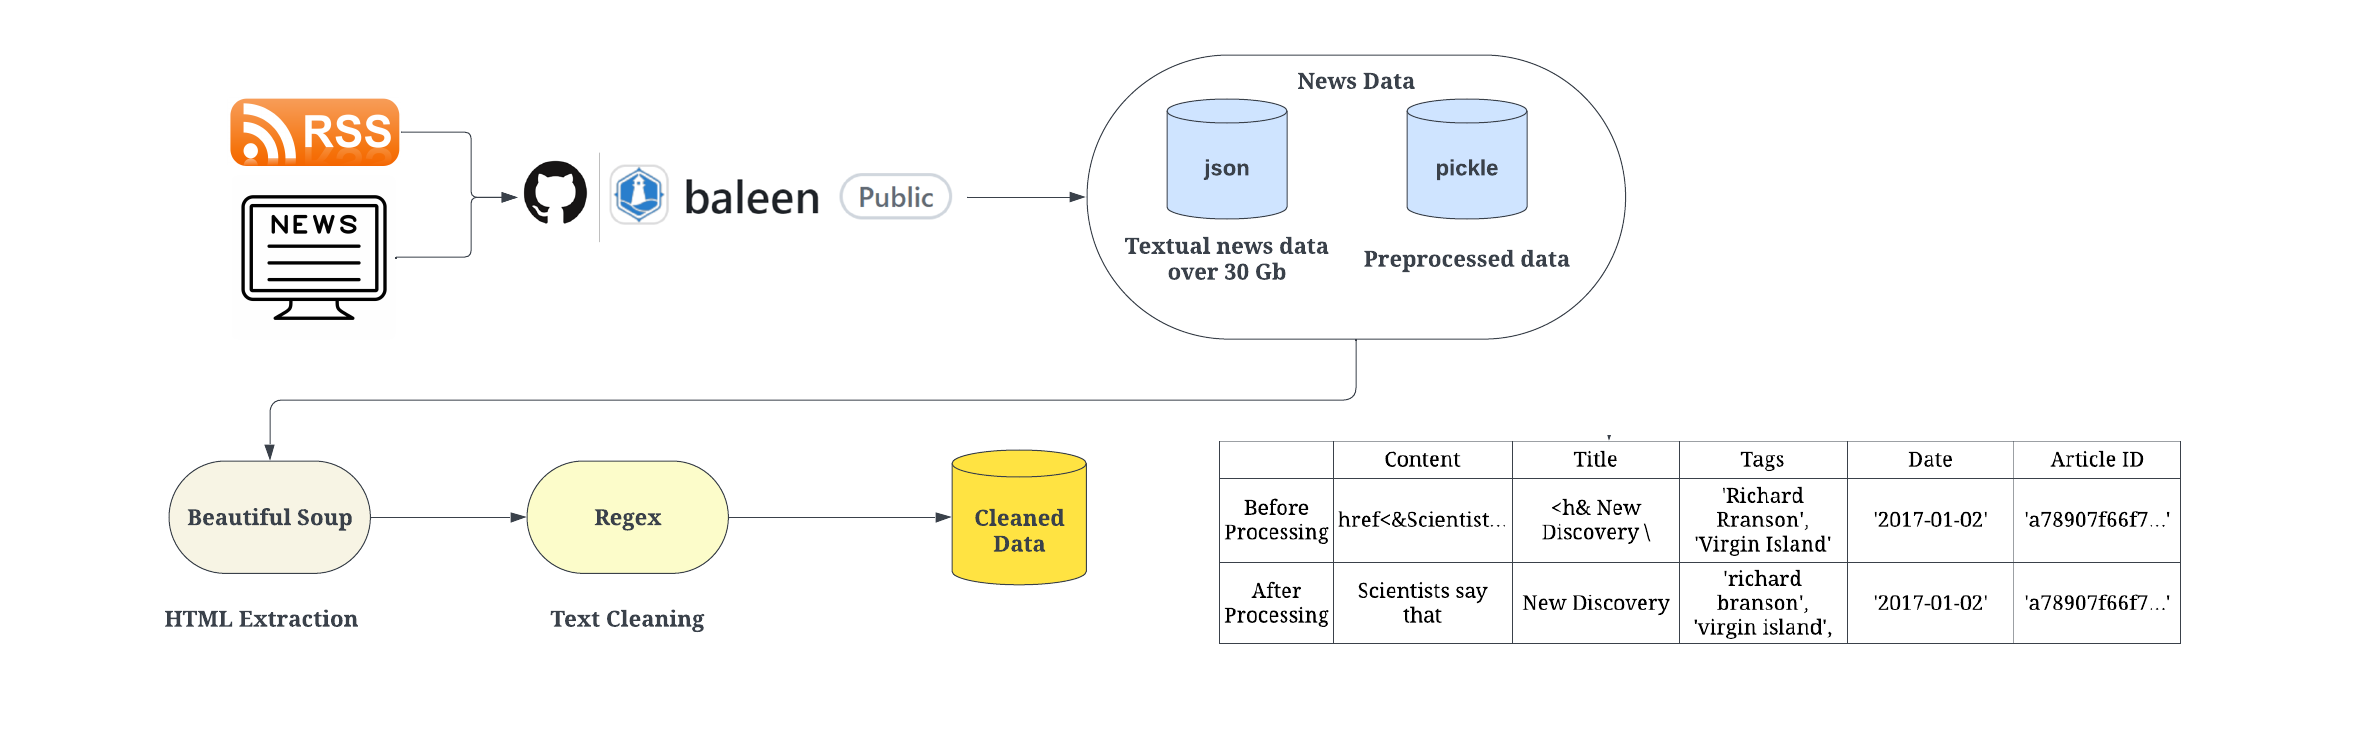 RSS
NEWS
baleen
Public
News Data
json
pickle
Textual news data
over 30 Gb
Preprocessed data
Beautiful Soup
HTML Extraction
Regex
Text Cleaning
Cleaned
Data
Content
Title
Tags
Date
Article ID
Before
Processing
href<&Scientist...
<h& New
Discovery \
'Richard
Rranson',
'Virgin Island'
'2017-01-02'
'a78907f66f7...'
After
Processing
Scientists say
that
New Discovery
'richard
branson',
'virgin island',
'2017-01-02'
'a78907f66f7...'